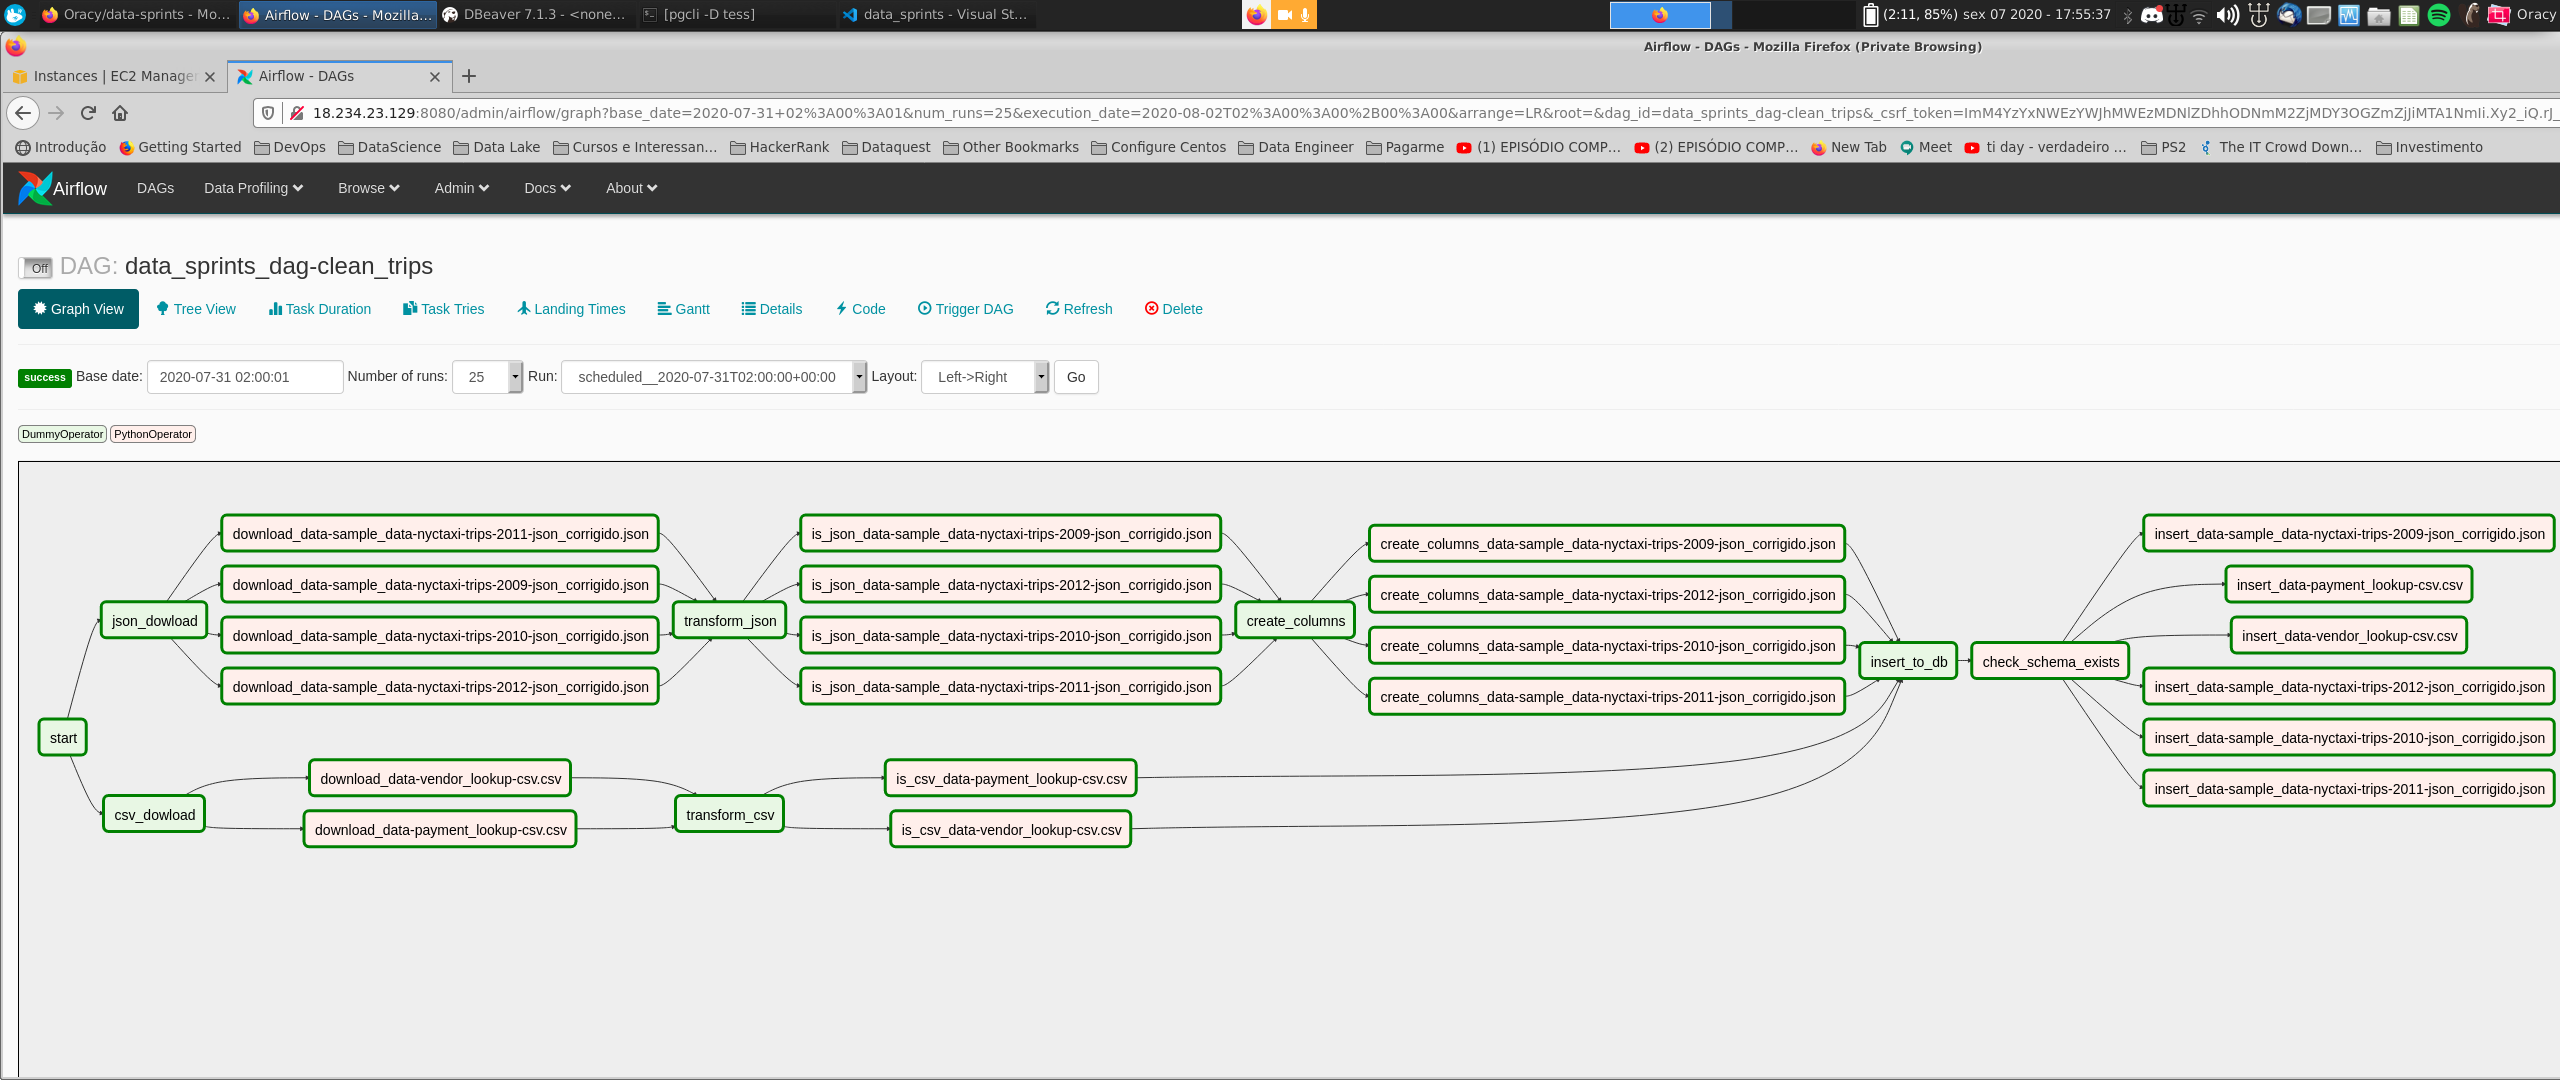 Oracy/data-sprints - Mo... Airflow - DAGs - Mozilla... DBeaver 7.1.3 - <none... [pgcli -D tess] data_sprints - Visual St... (2:11, 85%) sex 07 2020 - 17:55:37 Oracy
Airflow - DAGs - Mozilla Firefox (Private Browsing)
Instances | EC2 Manage Airflow - DAGs
18.234.23.129:8080/admin/airflow/graph?base_date=2020-07-31+02%3A00%3A01&num_runs=25&execution_date=2020-08-02T02%3A00%3A00%2B00%3A00&arrange=LR&root=&dag_id=data_sprints_dag-clean_trips&_csrf_token=
Introdução Getting Started DevOps DataScience Data Lake Cursos e Interessan... HackerRank Dataquest Other Bookmarks Configure Centos Data Engineer Pagarme (1) EPISÓDIO COMP... (2) EPISÓDIO COMP... New Tab Meet ti day - verdadeiro ... PS2 The IT Crowd Down... Investimento
Airflow DAGs Data Profiling Browse Admin Docs About
Off DAG: data_sprints_dag-clean_trips
Graph View Tree View Task Duration Task Tries Landing Times Gantt Details Code Trigger DAG Refresh Delete
success Base date: 2020-07-31 02:00:01 Number of runs: 25 Run: scheduled__2020-07-31T02:00:00+00:00 Layout: Left->Right Go
DummyOperator PythonOperator
start
json_dowload
csv_dowload
download_data-sample_data-nyctaxi-trips-2011-json_corrigido.json
download_data-sample_data-nyctaxi-trips-2009-json_corrigido.json
download_data-sample_data-nyctaxi-trips-2010-json_corrigido.json
download_data-sample_data-nyctaxi-trips-2012-json_corrigido.json
download_data-vendor_lookup-csv.csv
download_data-payment_lookup-csv.csv
transform_json
transform_csv
is_json_data-sample_data-nyctaxi-trips-2009-json_corrigido.json
is_json_data-sample_data-nyctaxi-trips-2012-json_corrigido.json
is_json_data-sample_data-nyctaxi-trips-2010-json_corrigido.json
is_json_data-sample_data-nyctaxi-trips-2011-json_corrigido.json
is_csv_data-payment_lookup-csv.csv
is_csv_data-vendor_lookup-csv.csv
create_columns
create_columns_data-sample_data-nyctaxi-trips-2009-json_corrigido.json
create_columns_data-sample_data-nyctaxi-trips-2012-json_corrigido.json
create_columns_data-sample_data-nyctaxi-trips-2010-json_corrigido.json
create_columns_data-sample_data-nyctaxi-trips-2011-json_corrigido.json
insert_to_db
check_schema_exists
insert_data-sample_data-nyctaxi-trips-2009-json_corrigido.json
insert_data-payment_lookup-csv.csv
insert_data-vendor_lookup-csv.csv
insert_data-sample_data-nyctaxi-trips-2012-json_corrigido.json
insert_data-sample_data-nyctaxi-trips-2010-json_corrigido.json
insert_data-sample_data-nyctaxi-trips-2011-json_corrigido.json